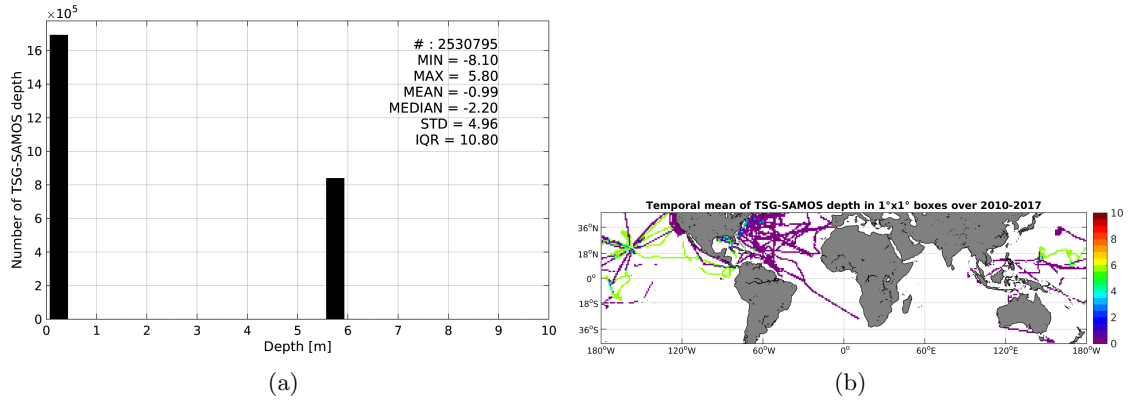 ×10⁵
16
14
12
10
8
6
4
2
0
Number of TSG-SAMOS depth
# : 2530795
MIN = -8.10
MAX = 5.80
MEAN = -0.99
MEDIAN = -2.20
STD = 4.96
IQR = 10.80
0 1 2 3 4 5 6 7 8 9 10
Depth [m]
(a)
Temporal mean of TSG-SAMOS depth in 1°x1° boxes over 2010-2017
36°N
18°N
0°
18°S
36°S
180°W 120°W 60°W 0° 60°E 120°E 180°W
10
8
6
4
2
0
(b)